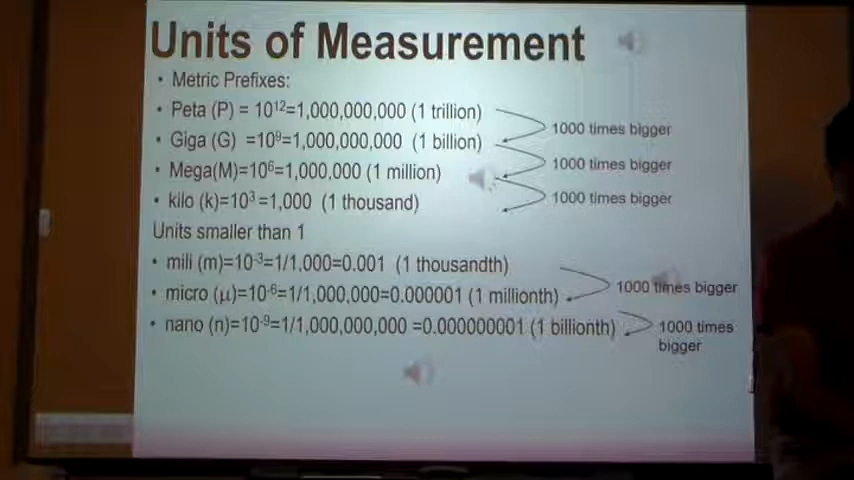 Units of Measurement
• Metric Prefixes:
• Peta (P) = 10¹²=1,000,000,000 (1 trillion)
1000 times bigger
• Giga (G) =10⁹=1,000,000,000 (1 billion)
1000 times bigger
• Mega(M)=10⁶=1,000,000 (1 million)
1000 times bigger
• kilo (k)=10³=1,000 (1 thousand)
Units smaller than 1
• mili (m)=10⁻³=1/1,000=0.001 (1 thousandth)
1000 times bigger
• micro (µ)=10⁻⁶=1/1,000,000=0.000001 (1 millionth)
• nano (n)=10⁻⁹=1/1,000,000,000 =0.000000001 (1 billionth)
1000 times
bigger